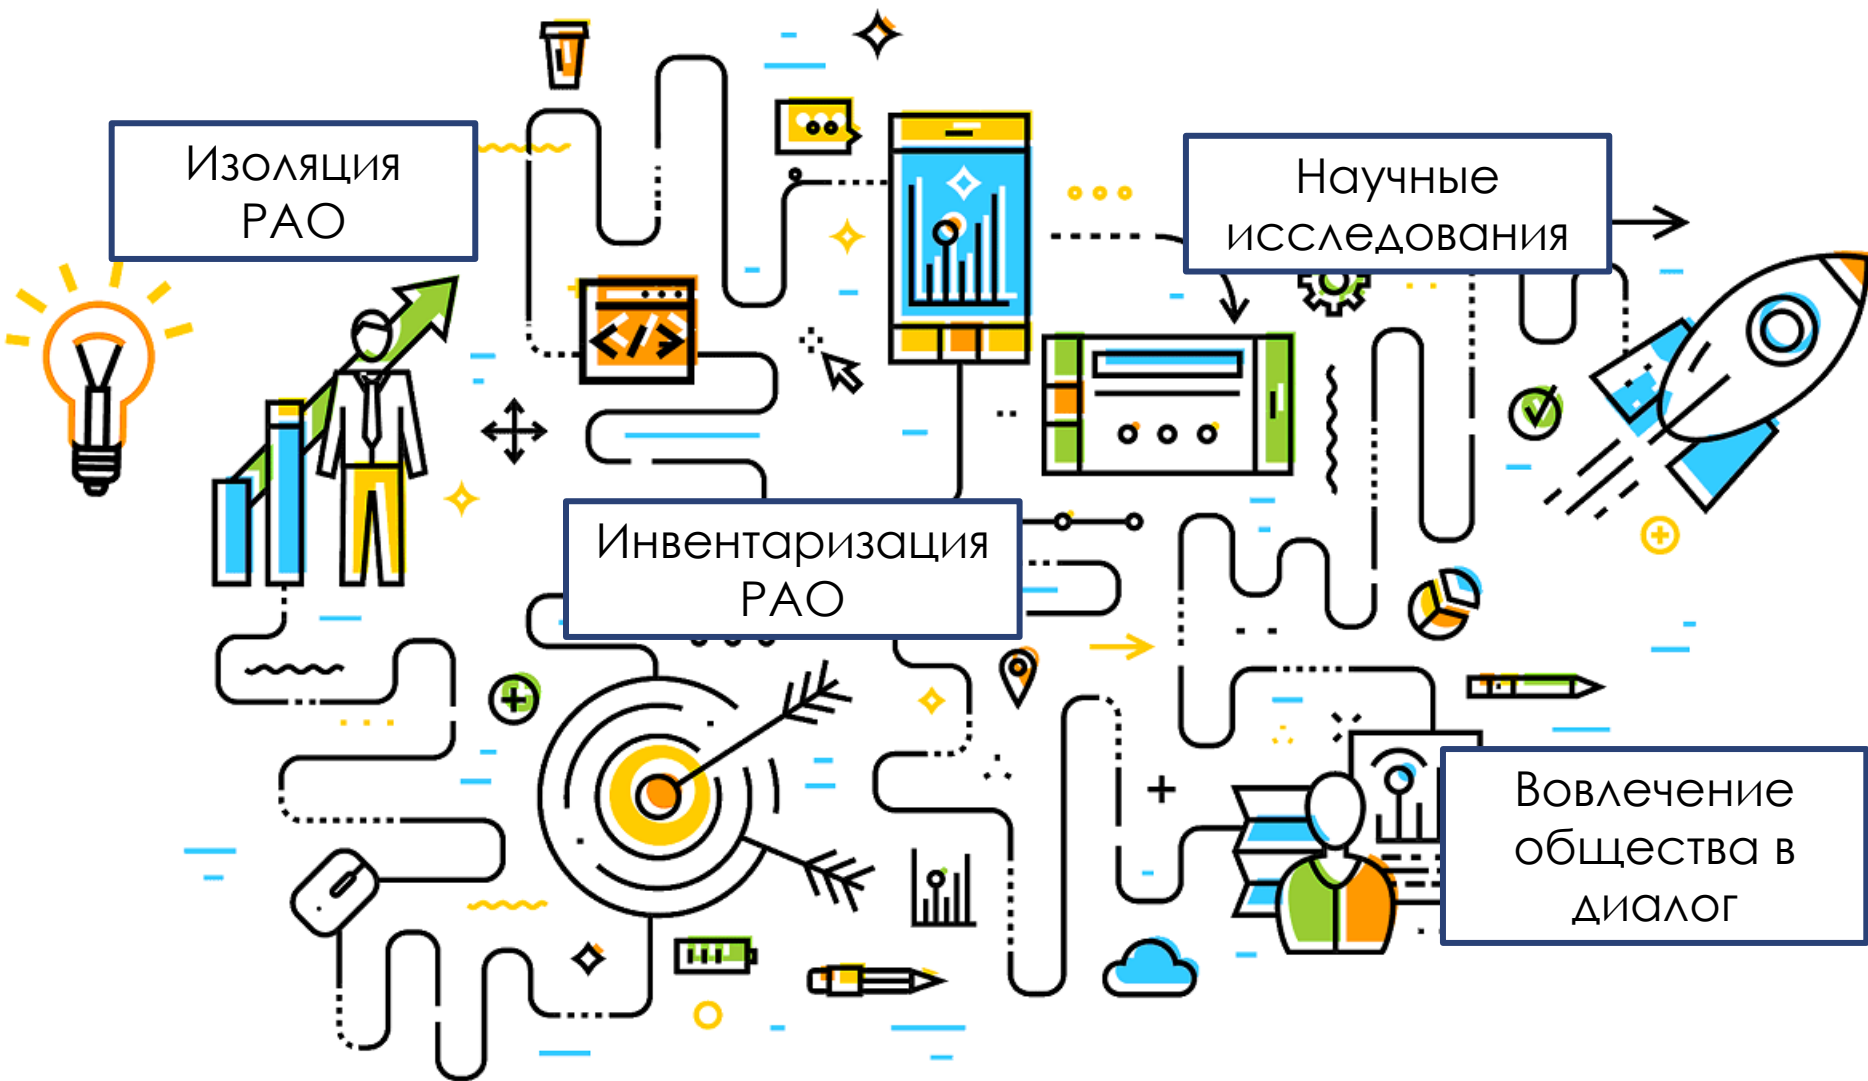 Изоляция
РАО
Научные
исследования
Инвентаризация
РАО
Вовлечение
общества в
диалог